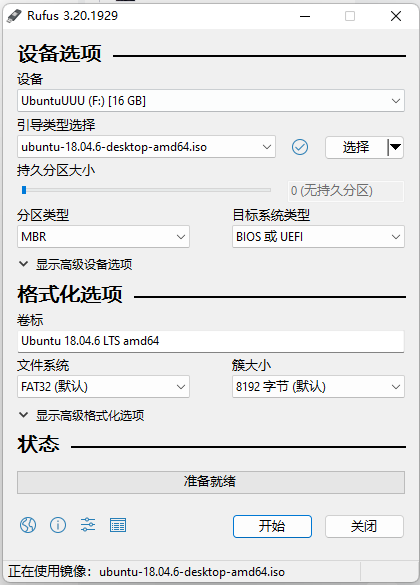 Rufus 3.20.1929
设备选项
设备
UbuntuUUU (F:) [16 GB]
引导类型选择
ubuntu-18.04.6-desktop-amd64.iso
选择
持久分区大小
0 (无持久分区)
分区类型
目标系统类型
MBR
BIOS 或 UEFI
显示高级设备选项
格式化选项
卷标
Ubuntu 18.04.6 LTS amd64
文件系统
簇大小
FAT32 (默认)
8192 字节 (默认)
显示高级格式化选项
状态
准备就绪
开始
关闭
正在使用镜像：ubuntu-18.04.6-desktop-amd64.iso